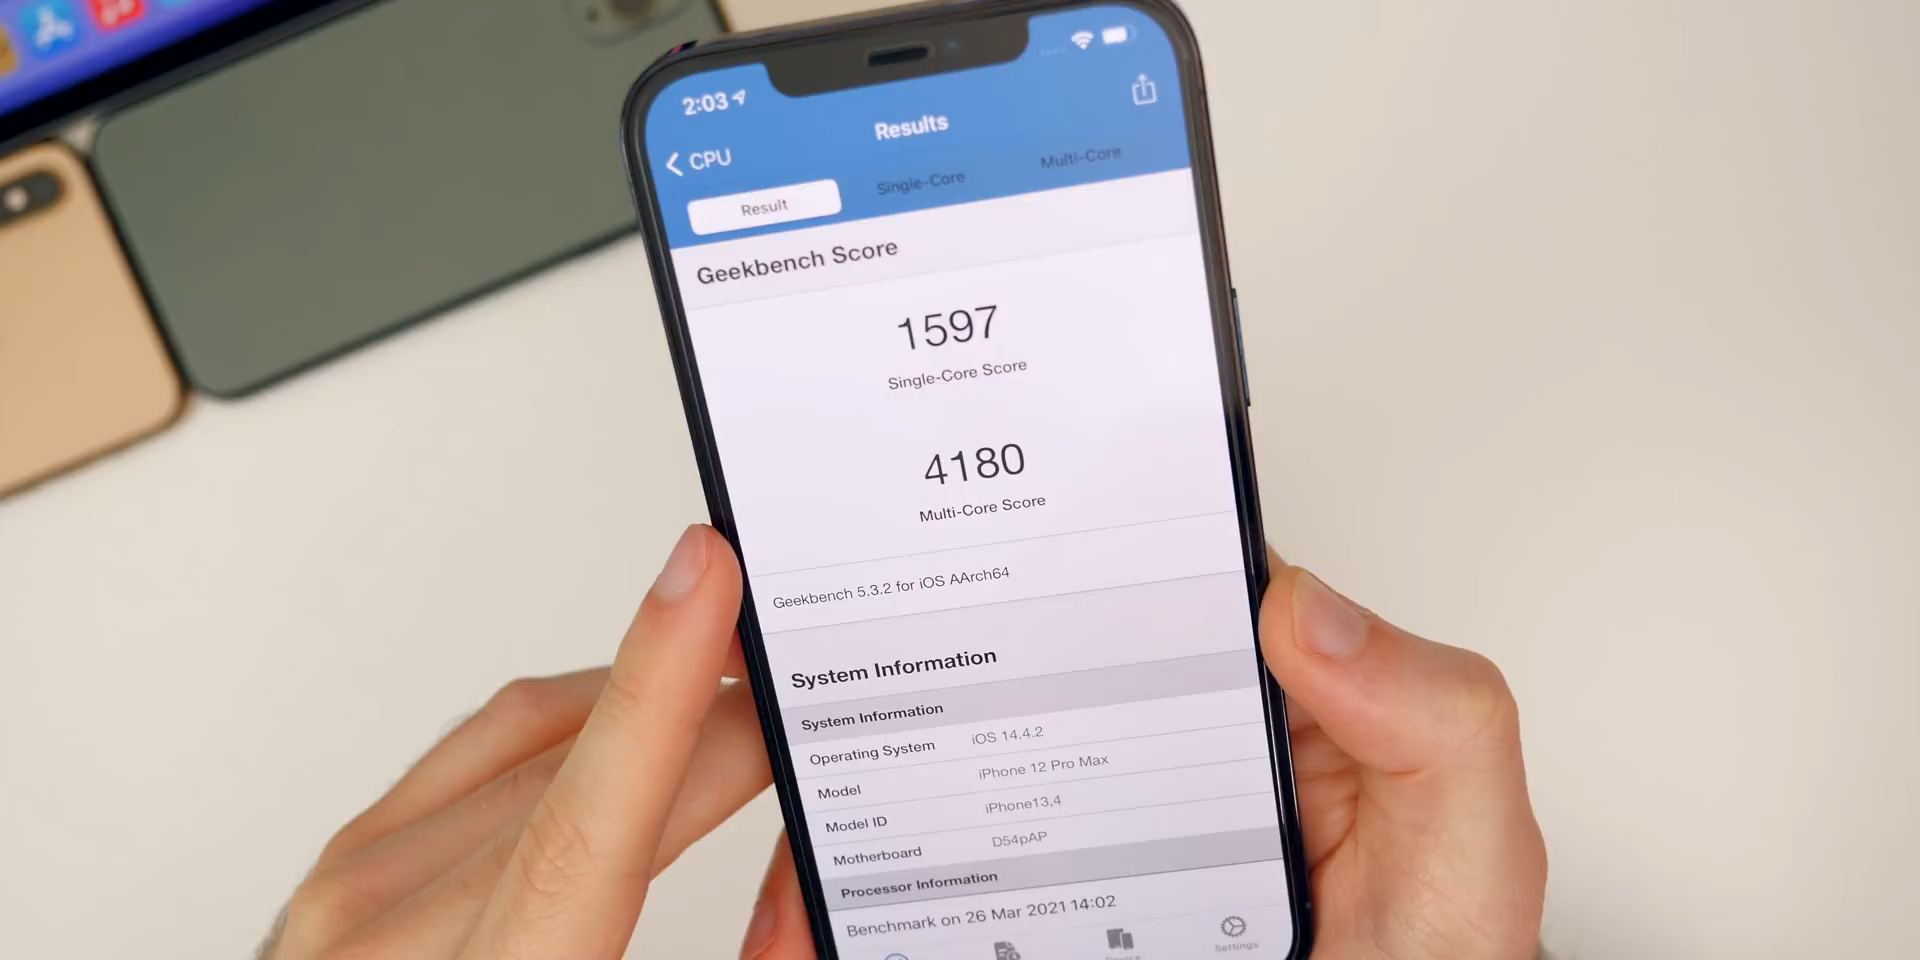 2:03
Results
CPU
Result
Single-Core
Multi-Core
Geekbench Score
1597
Single-Core Score
4180
Multi-Core Score
Geekbench 5.3.2 for iOS AArch64
System Information
System Information
Operating System iOS 14.4.2
Model iPhone 12 Pro Max
Model ID iPhone13,4
Motherboard D54pAP
Processor Information
Benchmark on 26 Mar 2021 14:02
Settings